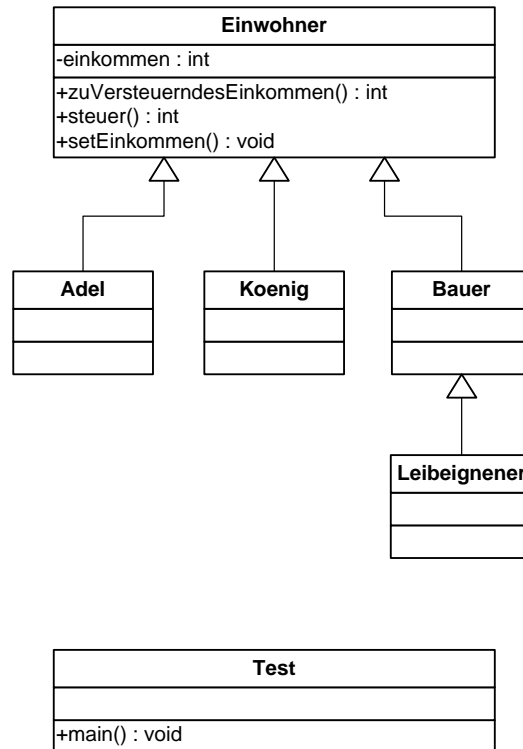 Einwohner
-einkommen : int
+zuVersteuerndesEinkommen() : int
+steuer() : int
+setEinkommen() : void
Adel
Koenig
Bauer
Leibeignener
Test
+main() : void